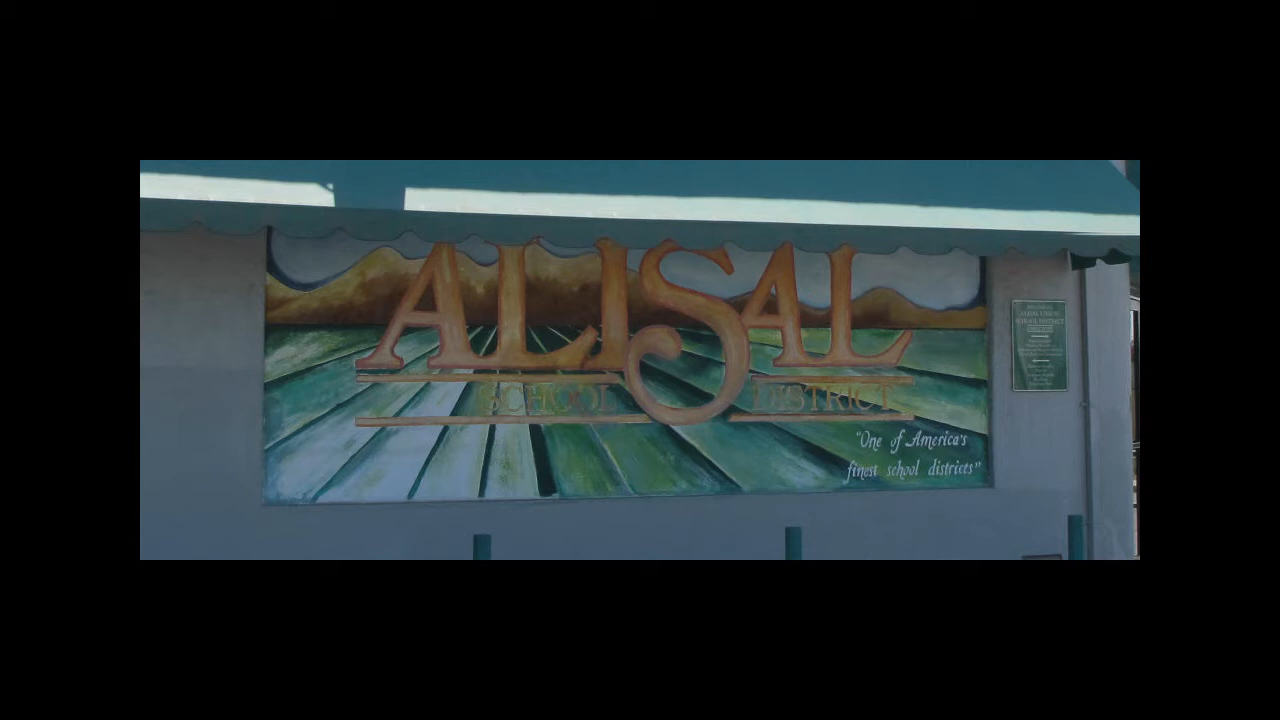 ALISAL
SCHOOL DISTRICT
"One of America's
finest school districts"